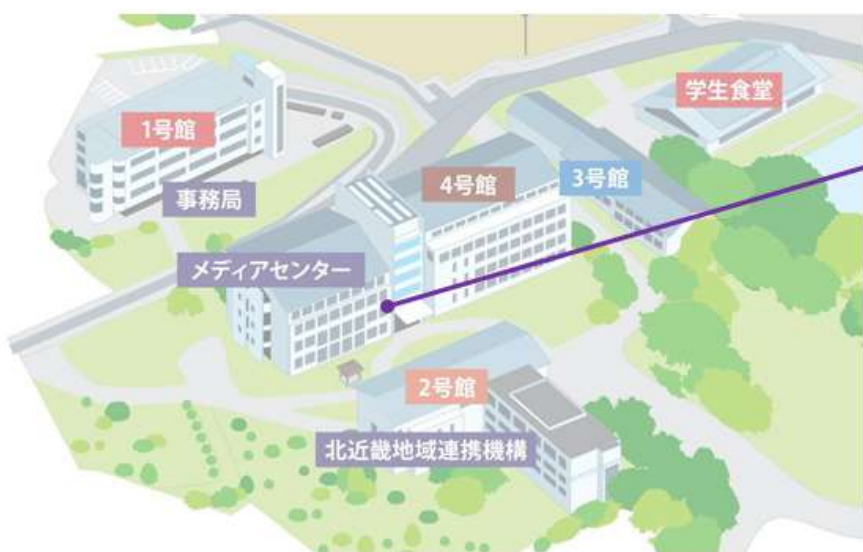 学生食堂
1号館
4号館
3号館
事務局
メディアセンター
2号館
北近畿地域連携機構